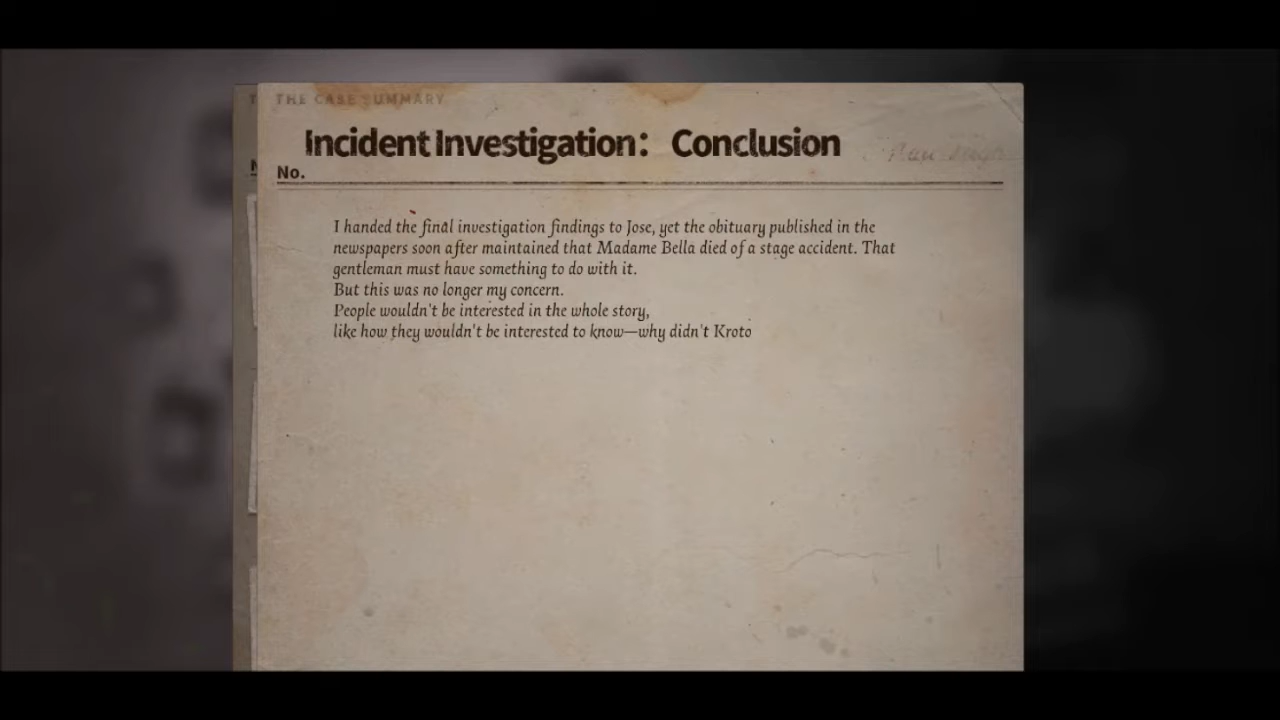 THE CASE SUMMARY
Incident Investigation: Conclusion
No.
I handed the final investigation findings to Jose, yet the obituary published in the
newspapers soon after maintained that Madame Bella died of a stage accident. That
gentleman must have something to do with it.
But this was no longer my concern.
People wouldn't be interested in the whole story,
like how they wouldn't be interested to know—why didn't Kroto